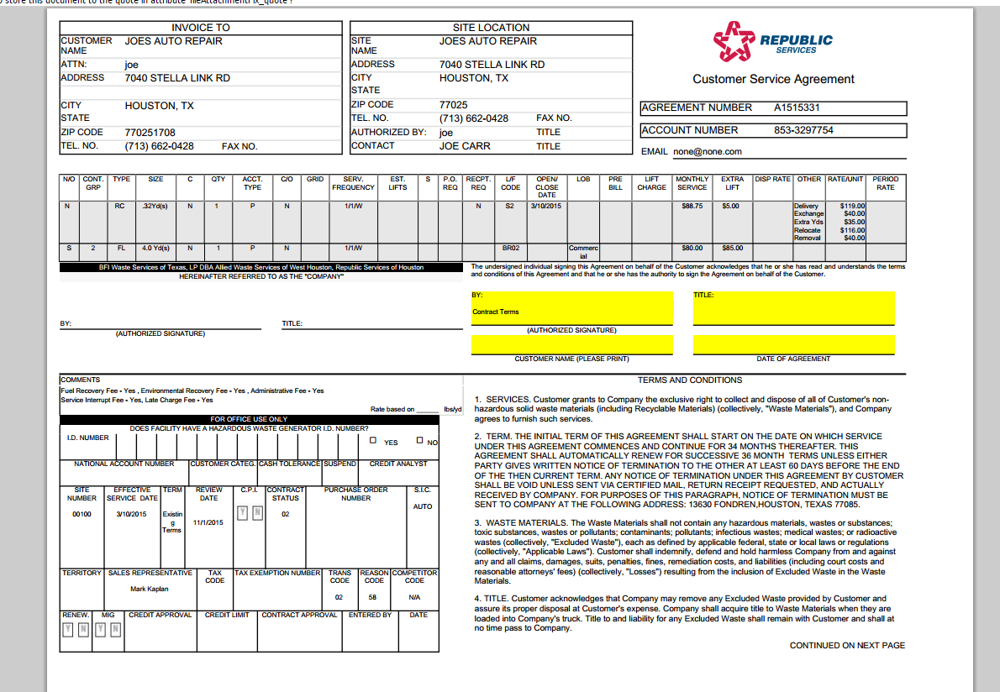 o store this document to the quote in attribute 'fileAttachmentFix_quote'?
INVOICE TO
CUSTOMER NAME JOES AUTO REPAIR
ATTN: joe
ADDRESS 7040 STELLA LINK RD
CITY HOUSTON, TX
STATE
ZIP CODE 770251708
TEL. NO. (713) 662-0428 FAX NO.
SITE LOCATION
SITE NAME JOES AUTO REPAIR
ADDRESS 7040 STELLA LINK RD
CITY HOUSTON, TX
STATE
ZIP CODE 77025
TEL. NO. (713) 662-0428 FAX NO.
AUTHORIZED BY: joe TITLE
CONTACT JOE CARR TITLE
REPUBLIC
SERVICES
Customer Service Agreement
AGREEMENT NUMBER A1515331
ACCOUNT NUMBER 853-3297754
EMAIL none@none.com
N/O CONT. GRP TYPE SIZE C QTY ACCT. TYPE C/O GRID SERV. FREQUENCY EST. LIFTS S P.O. REQ RECPT. REQ L/F CODE OPEN/ CLOSE DATE LOB PRE BILL LIFT CHARGE MONTHLY SERVICE EXTRA LIFT DISP RATE OTHER RATE/UNIT PERIOD RATE
N RC .32Yd(s) N 1 P N 1/1/W N S2 3/10/2015 $88.75 $5.00 Delivery $119.00
Exchange $40.00
Extra Yds $35.00
Relocate $116.00
Removal $40.00
S 2 FL 4.0 Yd(s) N 1 P N 1/1/W BR02 Commerc ial $80.00 $85.00
BFI Waste Services of Texas, LP DBA Allied Waste Services of West Houston, Republic Services of Houston
HEREINAFTER REFERRED TO AS THE "COMPANY"
BY: TITLE:
(AUTHORIZED SIGNATURE)
The undersigned individual signing this Agreement on behalf of the Customer acknowledges that he or she has read and understands the terms
and conditions of this Agreement and that he or she has the authority to sign the Agreement on behalf of the Customer.
BY: TITLE:
Contract Terms
(AUTHORIZED SIGNATURE)
CUSTOMER NAME (PLEASE PRINT) DATE OF AGREEMENT
COMMENTS
Fuel Recovery Fee - Yes , Environmental Recovery Fee - Yes , Administrative Fee - Yes
Service Interrupt Fee - Yes, Late Charge Fee - Yes
Rate based on ______ lbs/yd
FOR OFFICE USE ONLY
DOES FACILITY HAVE A HAZARDOUS WASTE GENERATOR I.D. NUMBER?
I.D. NUMBER YES NO
NATIONAL ACCOUNT NUMBER CUSTOMER CATEG. CASH TOLERANCE SUSPEND CREDIT ANALYST
SITE NUMBER EFFECTIVE SERVICE DATE TERM REVIEW DATE C.P.I. CONTRACT STATUS PURCHASE ORDER NUMBER S.I.C.
00100 3/10/2015 Existin g Terms 11/1/2015 Y N 02 AUTO
TERRITORY SALES REPRESENTATIVE TAX CODE TAX EXEMPTION NUMBER TRANS CODE REASON CODE COMPETITOR CODE
Mark Kaplan 02 58 N/A
RENEW. MIG CREDIT APPROVAL CREDIT LIMIT CONTRACT APPROVAL ENTERED BY DATE
Y N Y N
TERMS AND CONDITIONS
1. SERVICES. Customer grants to Company the exclusive right to collect and dispose of all of Customer's non-
hazardous solid waste materials (including Recyclable Materials) (collectively, "Waste Materials"), and Company
agrees to furnish such services.
2. TERM. THE INITIAL TERM OF THIS AGREEMENT SHALL START ON THE DATE ON WHICH SERVICE
UNDER THIS AGREEMENT COMMENCES AND CONTINUE FOR 34 MONTHS THEREAFTER. THIS
AGREEMENT SHALL AUTOMATICALLY RENEW FOR SUCCESSIVE 36 MONTH TERMS UNLESS EITHER
PARTY GIVES WRITTEN NOTICE OF TERMINATION TO THE OTHER AT LEAST 60 DAYS BEFORE THE END
OF THE THEN CURRENT TERM. ANY NOTICE OF TERMINATION UNDER THIS AGREEMENT BY CUSTOMER
SHALL BE VOID UNLESS SENT VIA CERTIFIED MAIL, RETURN RECEIPT REQUESTED, AND ACTUALLY
RECEIVED BY COMPANY. FOR PURPOSES OF THIS PARAGRAPH, NOTICE OF TERMINATION MUST BE
SENT TO COMPANY AT THE FOLLOWING ADDRESS: 13630 FONDREN,HOUSTON, TEXAS 77085.
3. WASTE MATERIALS. The Waste Materials shall not contain any hazardous materials, wastes or substances;
toxic substances, wastes or pollutants; contaminants; pollutants; infectious wastes; medical wastes; or radioactive
wastes (collectively, "Excluded Waste"), each as defined by applicable federal, state or local laws or regulations
(collectively, "Applicable Laws"). Customer shall indemnify, defend and hold harmless Company from and against
any and all claims, damages, suits, penalties, fines, remediation costs, and liabilities (including court costs and
reasonable attorneys' fees) (collectively, "Losses") resulting from the inclusion of Excluded Waste in the Waste
Materials.
4. TITLE. Customer acknowledges that Company may remove any Excluded Waste provided by Customer and
assure its proper disposal at Customer's expense. Company shall acquire title to Waste Materials when they are
loaded into Company's truck. Title to and liability for any Excluded Waste shall remain with Customer and shall at
no time pass to Company.
CONTINUED ON NEXT PAGE